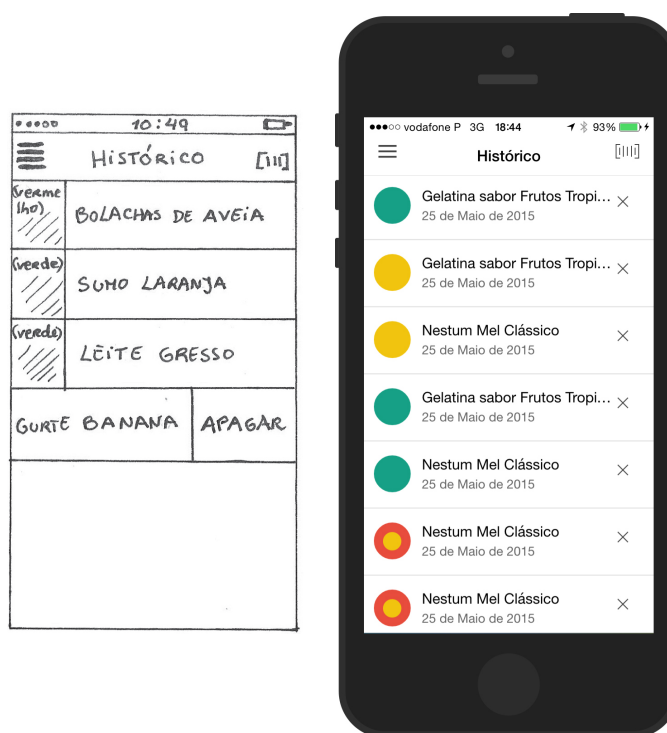 10:49
HISTÓRICO
(verme
lho)
BOLACHAS DE AVEIA
(verde)
SUMO LARANJA
(verde)
LEITE GRESSO
GURTE BANANA
APAGAR
vodafone P 3G 18:44 93%
Histórico
Gelatina sabor Frutos Tropi...
25 de Maio de 2015
Gelatina sabor Frutos Tropi...
25 de Maio de 2015
Nestum Mel Clássico
25 de Maio de 2015
Gelatina sabor Frutos Tropi...
25 de Maio de 2015
Nestum Mel Clássico
25 de Maio de 2015
Nestum Mel Clássico
25 de Maio de 2015
Nestum Mel Clássico
25 de Maio de 2015